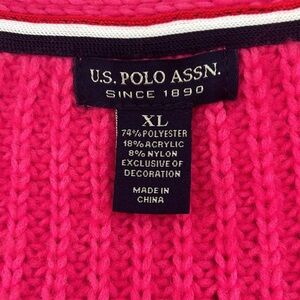 U.S. POLO ASSN.
SINCE 1890
XL
74% POLYESTER
18% ACRYLIC
8% NYLON
EXCLUSIVE OF
DECORATION
MADE IN
CHINA